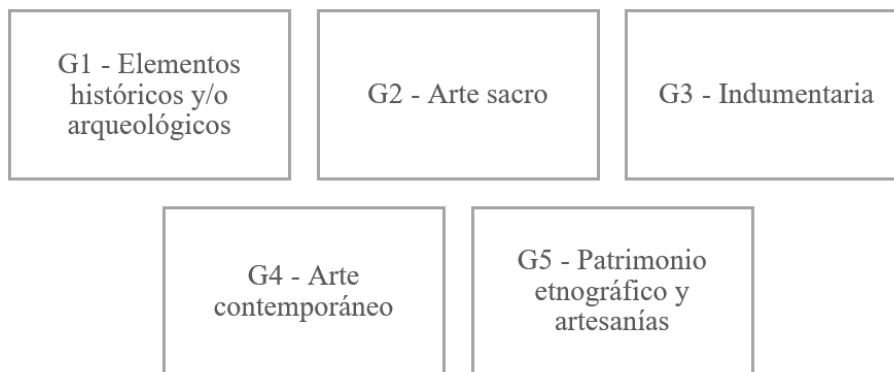 G1 - Elementos
históricos y/o
arqueológicos
G2 - Arte sacro
G3 - Indumentaria
G4 - Arte
contemporáneo
G5 - Patrimonio
etnográfico y
artesanías